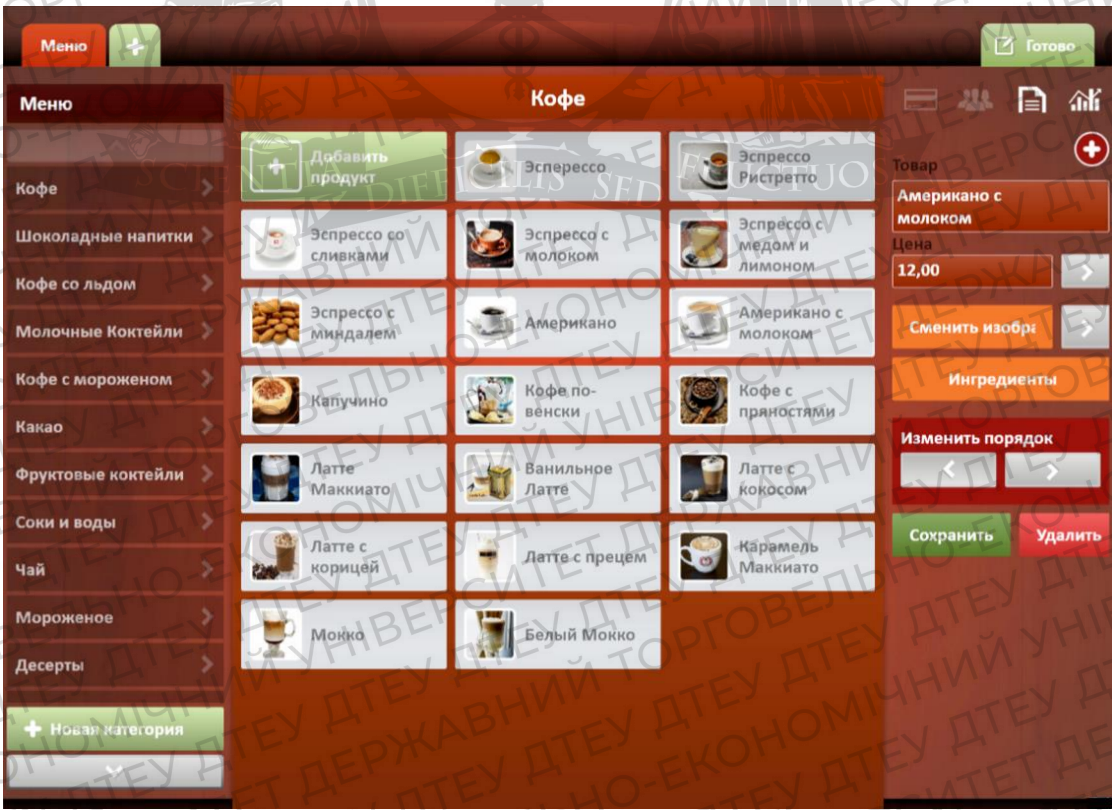 Меню
Готово
Меню
Кофе
Шоколадные напитки
Кофе со льдом
Молочные Коктейли
Кофе с мороженом
Какао
Фруктовые коктейли
Соки и воды
Чай
Мороженое
Десерты
Новая категория
Кофе
Добавить
продукт
Эсперессо
Эспрессо
Ристретто
Эспрессо со
сливками
Эспрессо с
молоком
Эспрессо с
медом и
лимоном
Эспрессо с
миндалем
Американо
Американо с
молоком
Капучино
Кофе по-
венски
Кофе с
пряностями
Латте
Маккиато
Ванильное
Латте
Латте с
кокосом
Латте с
корицей
Латте с прецем
Карамель
Маккиато
Мокко
Белый Мокко
Товар
Американо с
молоком
Цена
12,00
Сменить изобра
Ингредиенты
Изменить порядок
Сохранить
Удалить